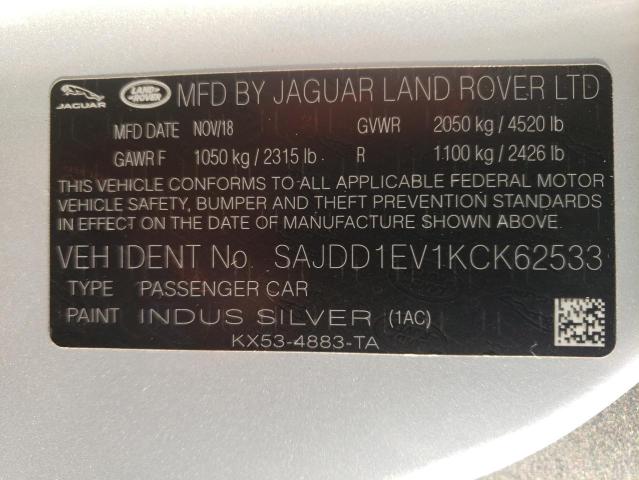 JAGUAR LAND ROVER MFD BY JAGUAR LAND ROVER LTD
MFD DATE NOV/18 GVWR 2050 kg / 4520 lb
GAWR F 1050 kg / 2315 lb R 1100 kg / 2426 lb
THIS VEHICLE CONFORMS TO ALL APPLICABLE FEDERAL MOTOR
VEHICLE SAFETY, BUMPER AND THEFT PREVENTION STANDARDS
IN EFFECT ON THE DATE OF MANUFACTURE SHOWN ABOVE.
VEH IDENT No. SAJDD1EV1KCK62533
TYPE PASSENGER CAR
PAINT INDUS SILVER (1AC)
KX53-4883-TA